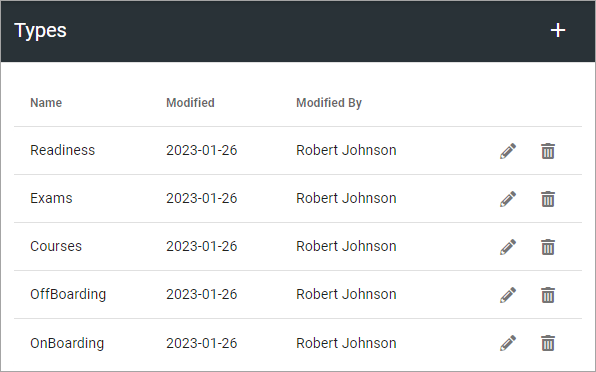 Types
Name Modified Modified By
Readiness 2023-01-26 Robert Johnson
Exams 2023-01-26 Robert Johnson
Courses 2023-01-26 Robert Johnson
OffBoarding 2023-01-26 Robert Johnson
OnBoarding 2023-01-26 Robert Johnson